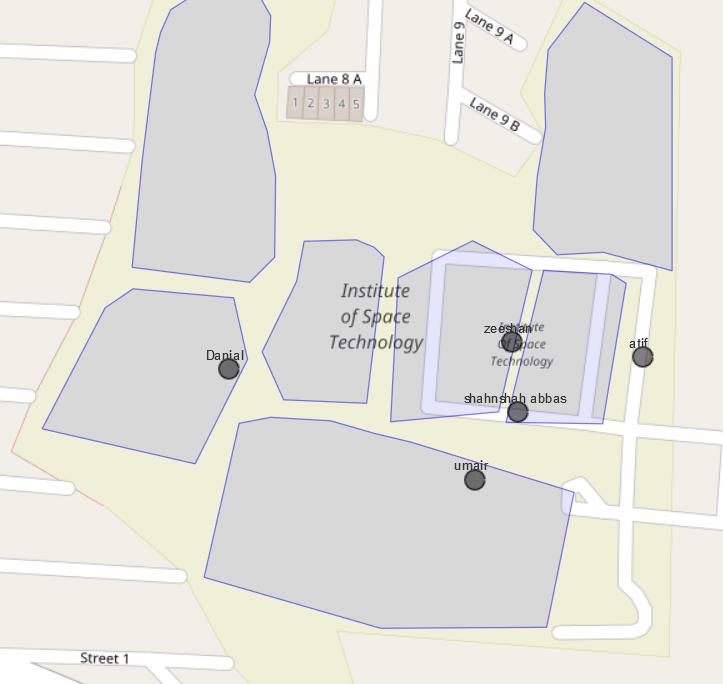 Lane 9 A
Lane 9
Lane 8 A
1 2 3 4 5
Lane 9 B
Institute
of Space
Technology
zeeshan
Institute
Of Space
Technology
atif
Danial
shahnshah abbas
umair
Street 1